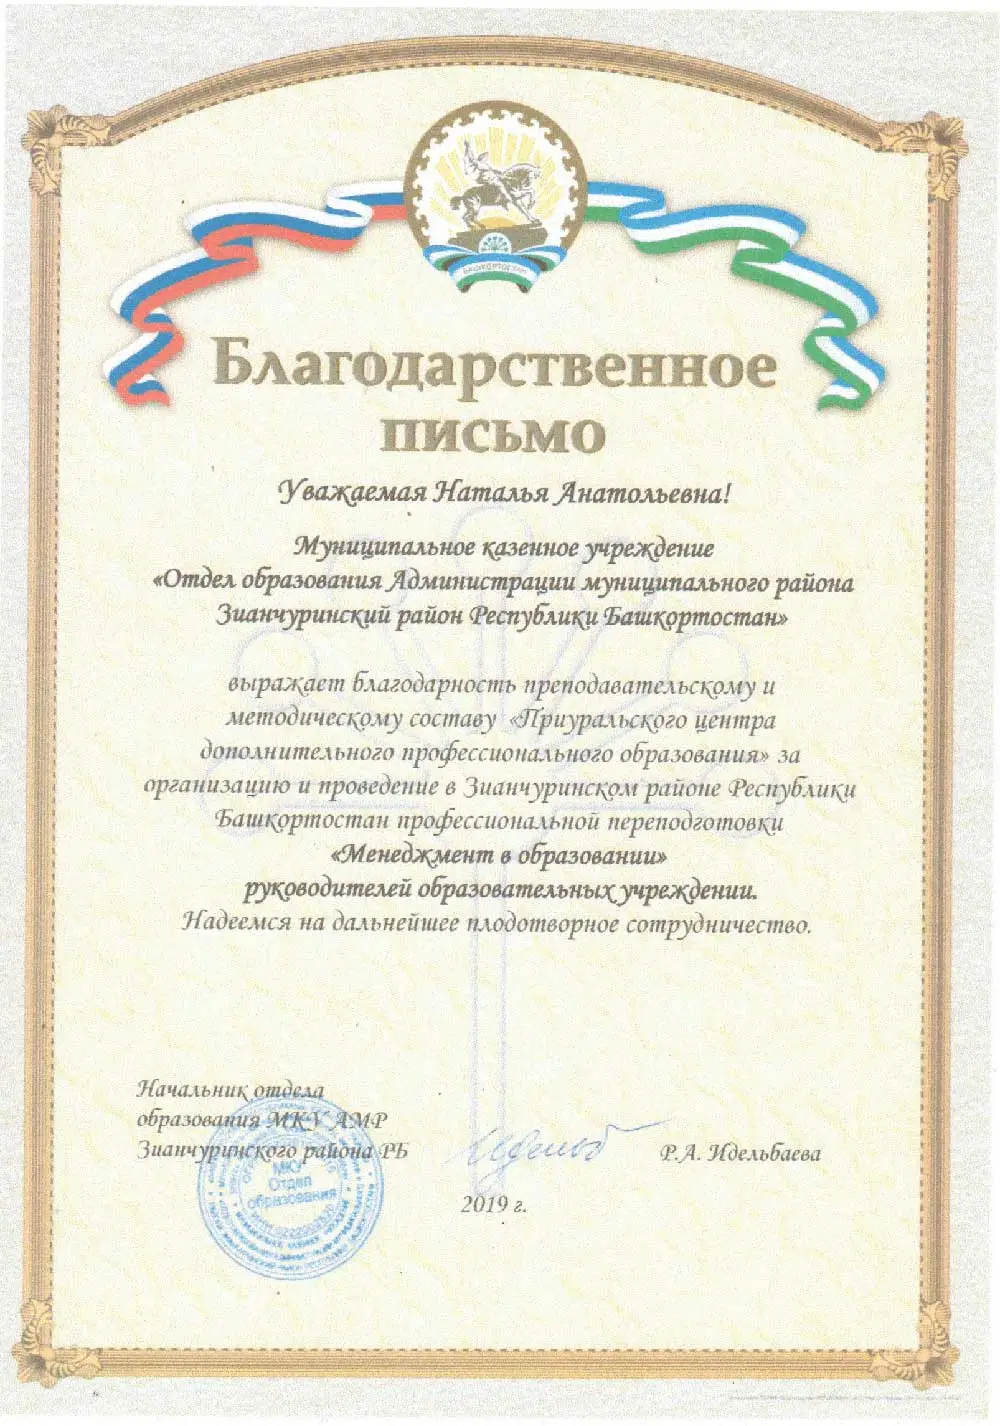 БАШКОРТОСТАН
Благодарственное
письмо
Уважаемая Наталья Анатольевна!
Муниципальное казенное учреждение
«Отдел образования Администрации муниципального района
Зианчуринский район Республики Башкортостан»
выражает благодарность преподавательскому и
методическому составу «Приуральского центра
дополнительного профессионального образования» за
организацию и проведение в Зианчуринском районе Республики
Башкортостан профессиональной переподготовки
«Менеджмент в образовании»
руководителей образовательных учреждении.
Надеемся на дальнейшее плодотворное сотрудничество.
Начальник отдела
образования МКУ АМР
Зианчуринского района РБ
Р.А. Идельбаева
МКУ
Отдел
образования
2019 г.